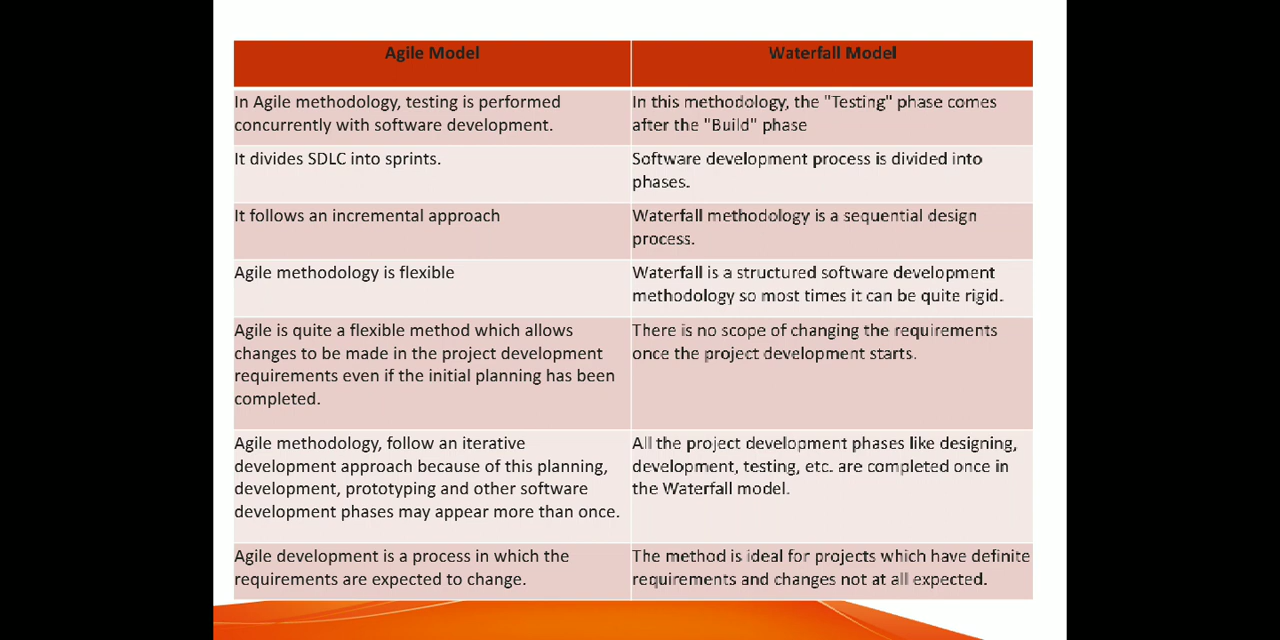 Agile Model
Waterfall Model
In Agile methodology, testing is performed
concurrently with software development.
In this methodology, the "Testing" phase comes
after the "Build" phase
It divides SDLC into sprints.
Software development process is divided into
phases.
It follows an incremental approach
Waterfall methodology is a sequential design
process.
Agile methodology is flexible
Waterfall is a structured software development
methodology so most times it can be quite rigid.
Agile is quite a flexible method which allows
changes to be made in the project development
requirements even if the initial planning has been
completed.
There is no scope of changing the requirements
once the project development starts.
Agile methodology, follow an iterative
development approach because of this planning,
development, prototyping and other software
development phases may appear more than once.
All the project development phases like designing,
development, testing, etc. are completed once in
the Waterfall model.
Agile development is a process in which the
requirements are expected to change.
The method is ideal for projects which have definite
requirements and changes not at all expected.